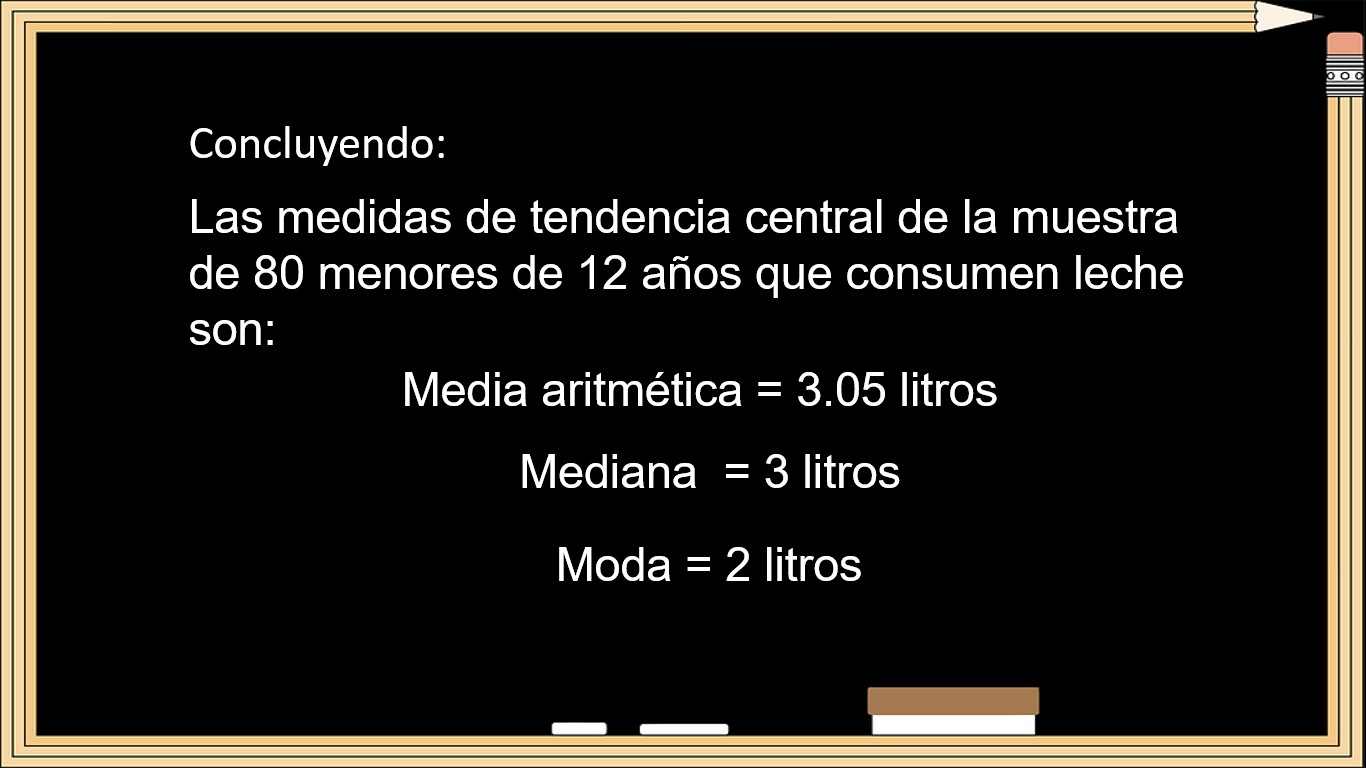 Concluyendo:
Las medidas de tendencia central de la muestra
de 80 menores de 12 años que consumen leche
son:
Media aritmética = 3.05 litros
Mediana  = 3 litros
Moda = 2 litros